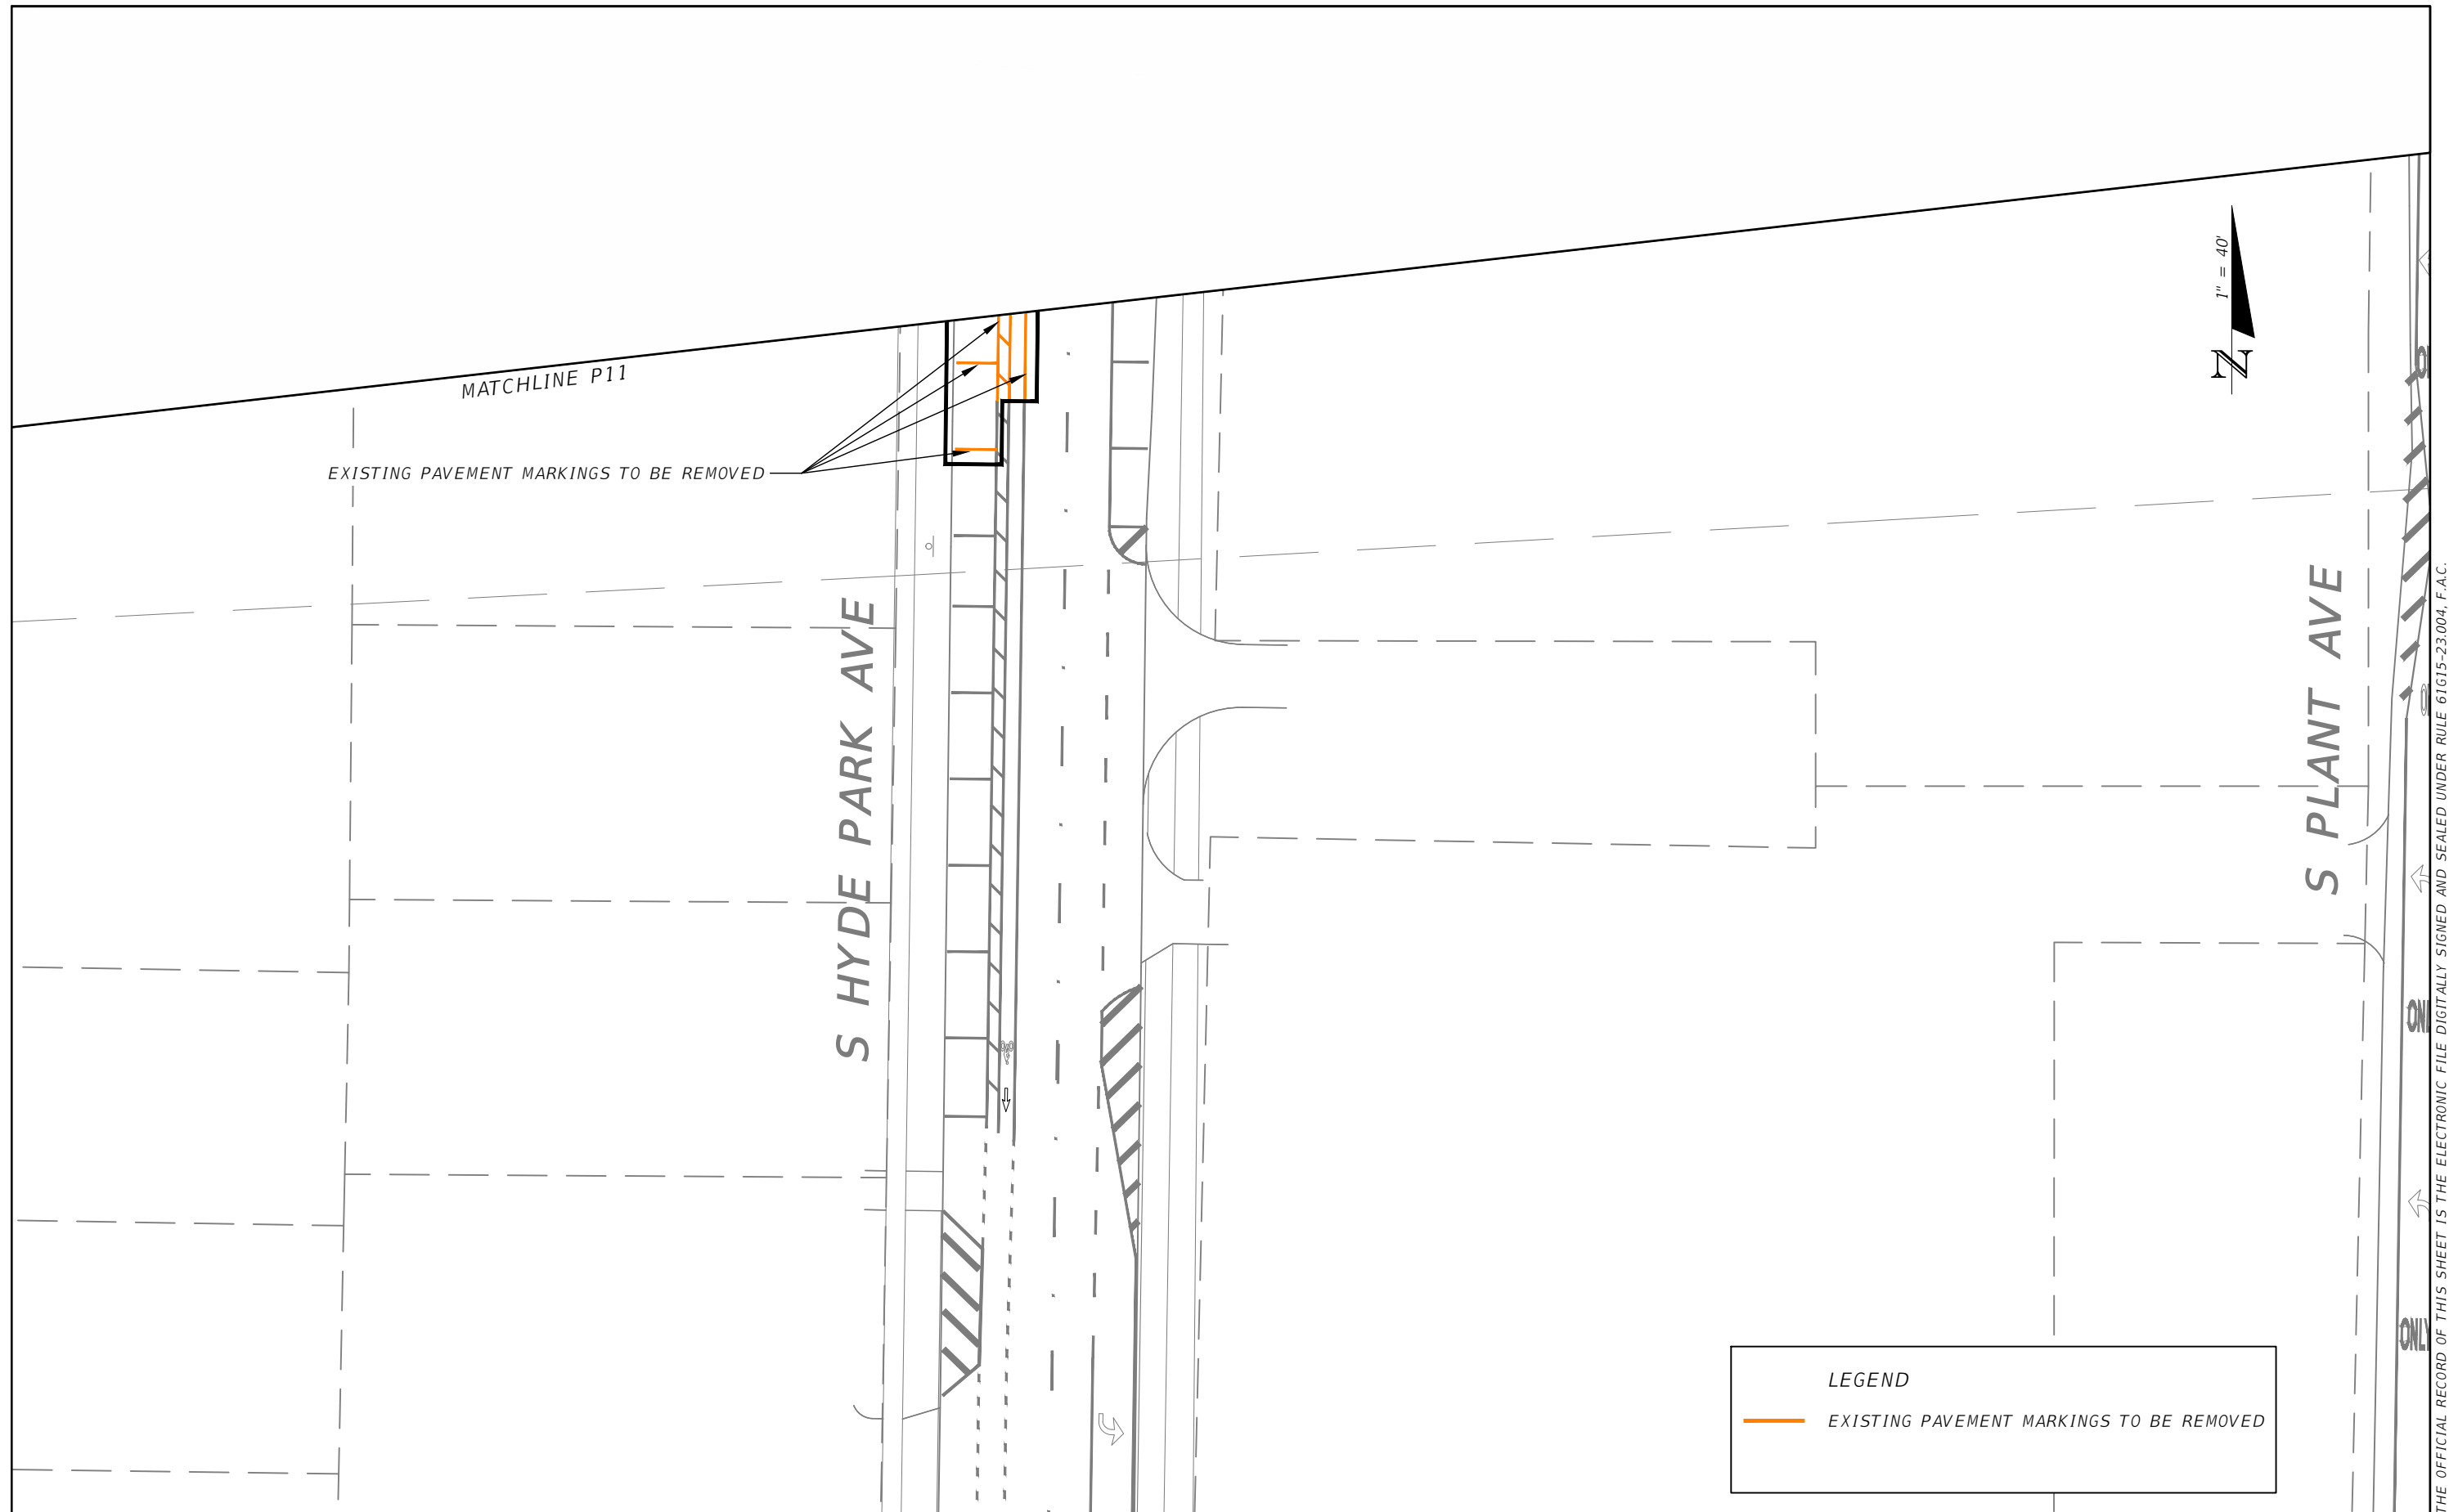 1" = 40'
N
MATCHLINE P11
EXISTING PAVEMENT MARKINGS TO BE REMOVED
S HYDE PARK AVE
S PLANT AVE
ONLY
LEGEND
EXISTING PAVEMENT MARKINGS TO BE REMOVED
THE OFFICIAL RECORD OF THIS SHEET IS THE ELECTRONIC FILE DIGITALLY SIGNED AND SEALED UNDER RULE 61G15-23.004, F.A.C.